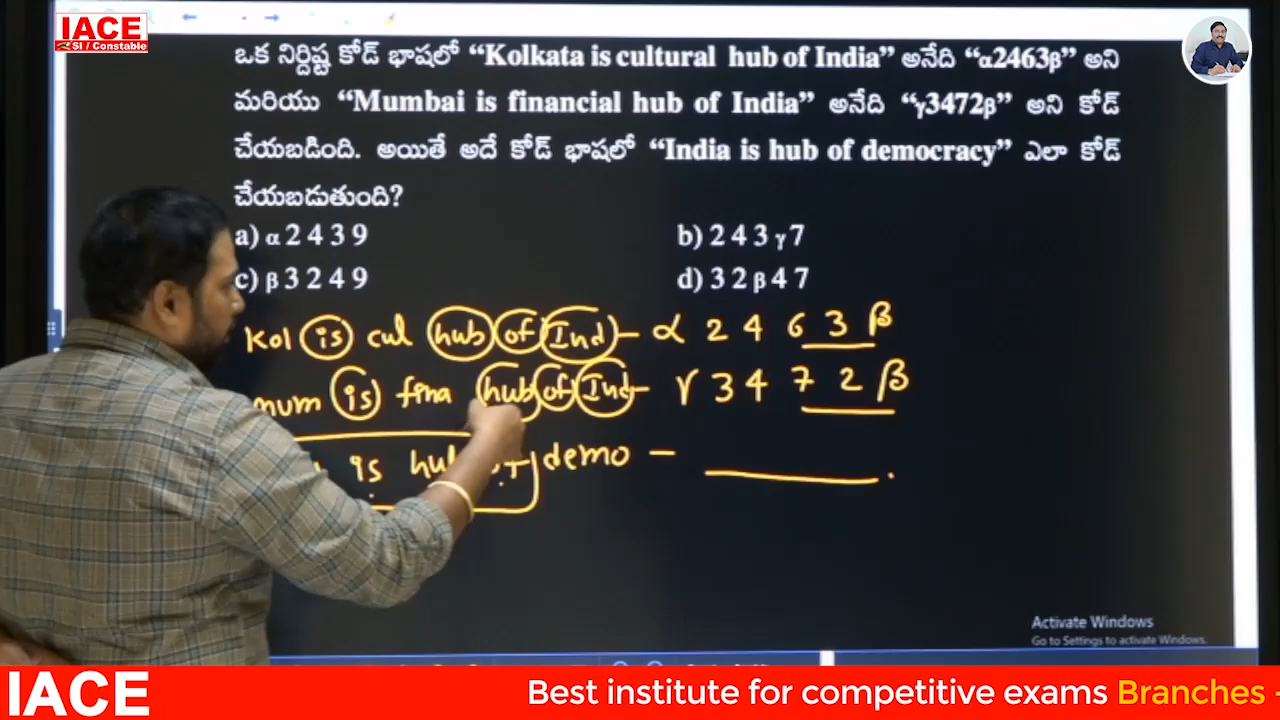 IACE
SI / Constable
ఒక నిర్దిష్ట కోడ్ భాషలో “Kolkata is cultural hub of India” అనేది “α2463β” అని
మరియు “Mumbai is financial hub of India” అనేది “γ3472β” అని కోడ్
చేయబడింది. అయితే అదే కోడ్ భాషలో “India is hub of democracy” ఎలా కోడ్
చేయబడుతుంది?
a) α 2 4 3 9
b) 2 4 3 γ 7
c) β 3 2 4 9
d) 3 2 β 4 7
Kol is cul hub of Ind - α 2 4 6 3 β
mum is fina hub of Ind - γ 3 4 7 2 β
is hub of demo -
Activate Windows
Go to Settings to activate Windows.
IACE
Best institute for competitive exams Branches -